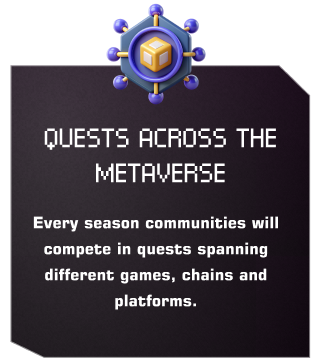 QUESTS ACROSS THE
METAVERSE
Every season communities will
compete in quests spanning
different games, chains and
platforms.